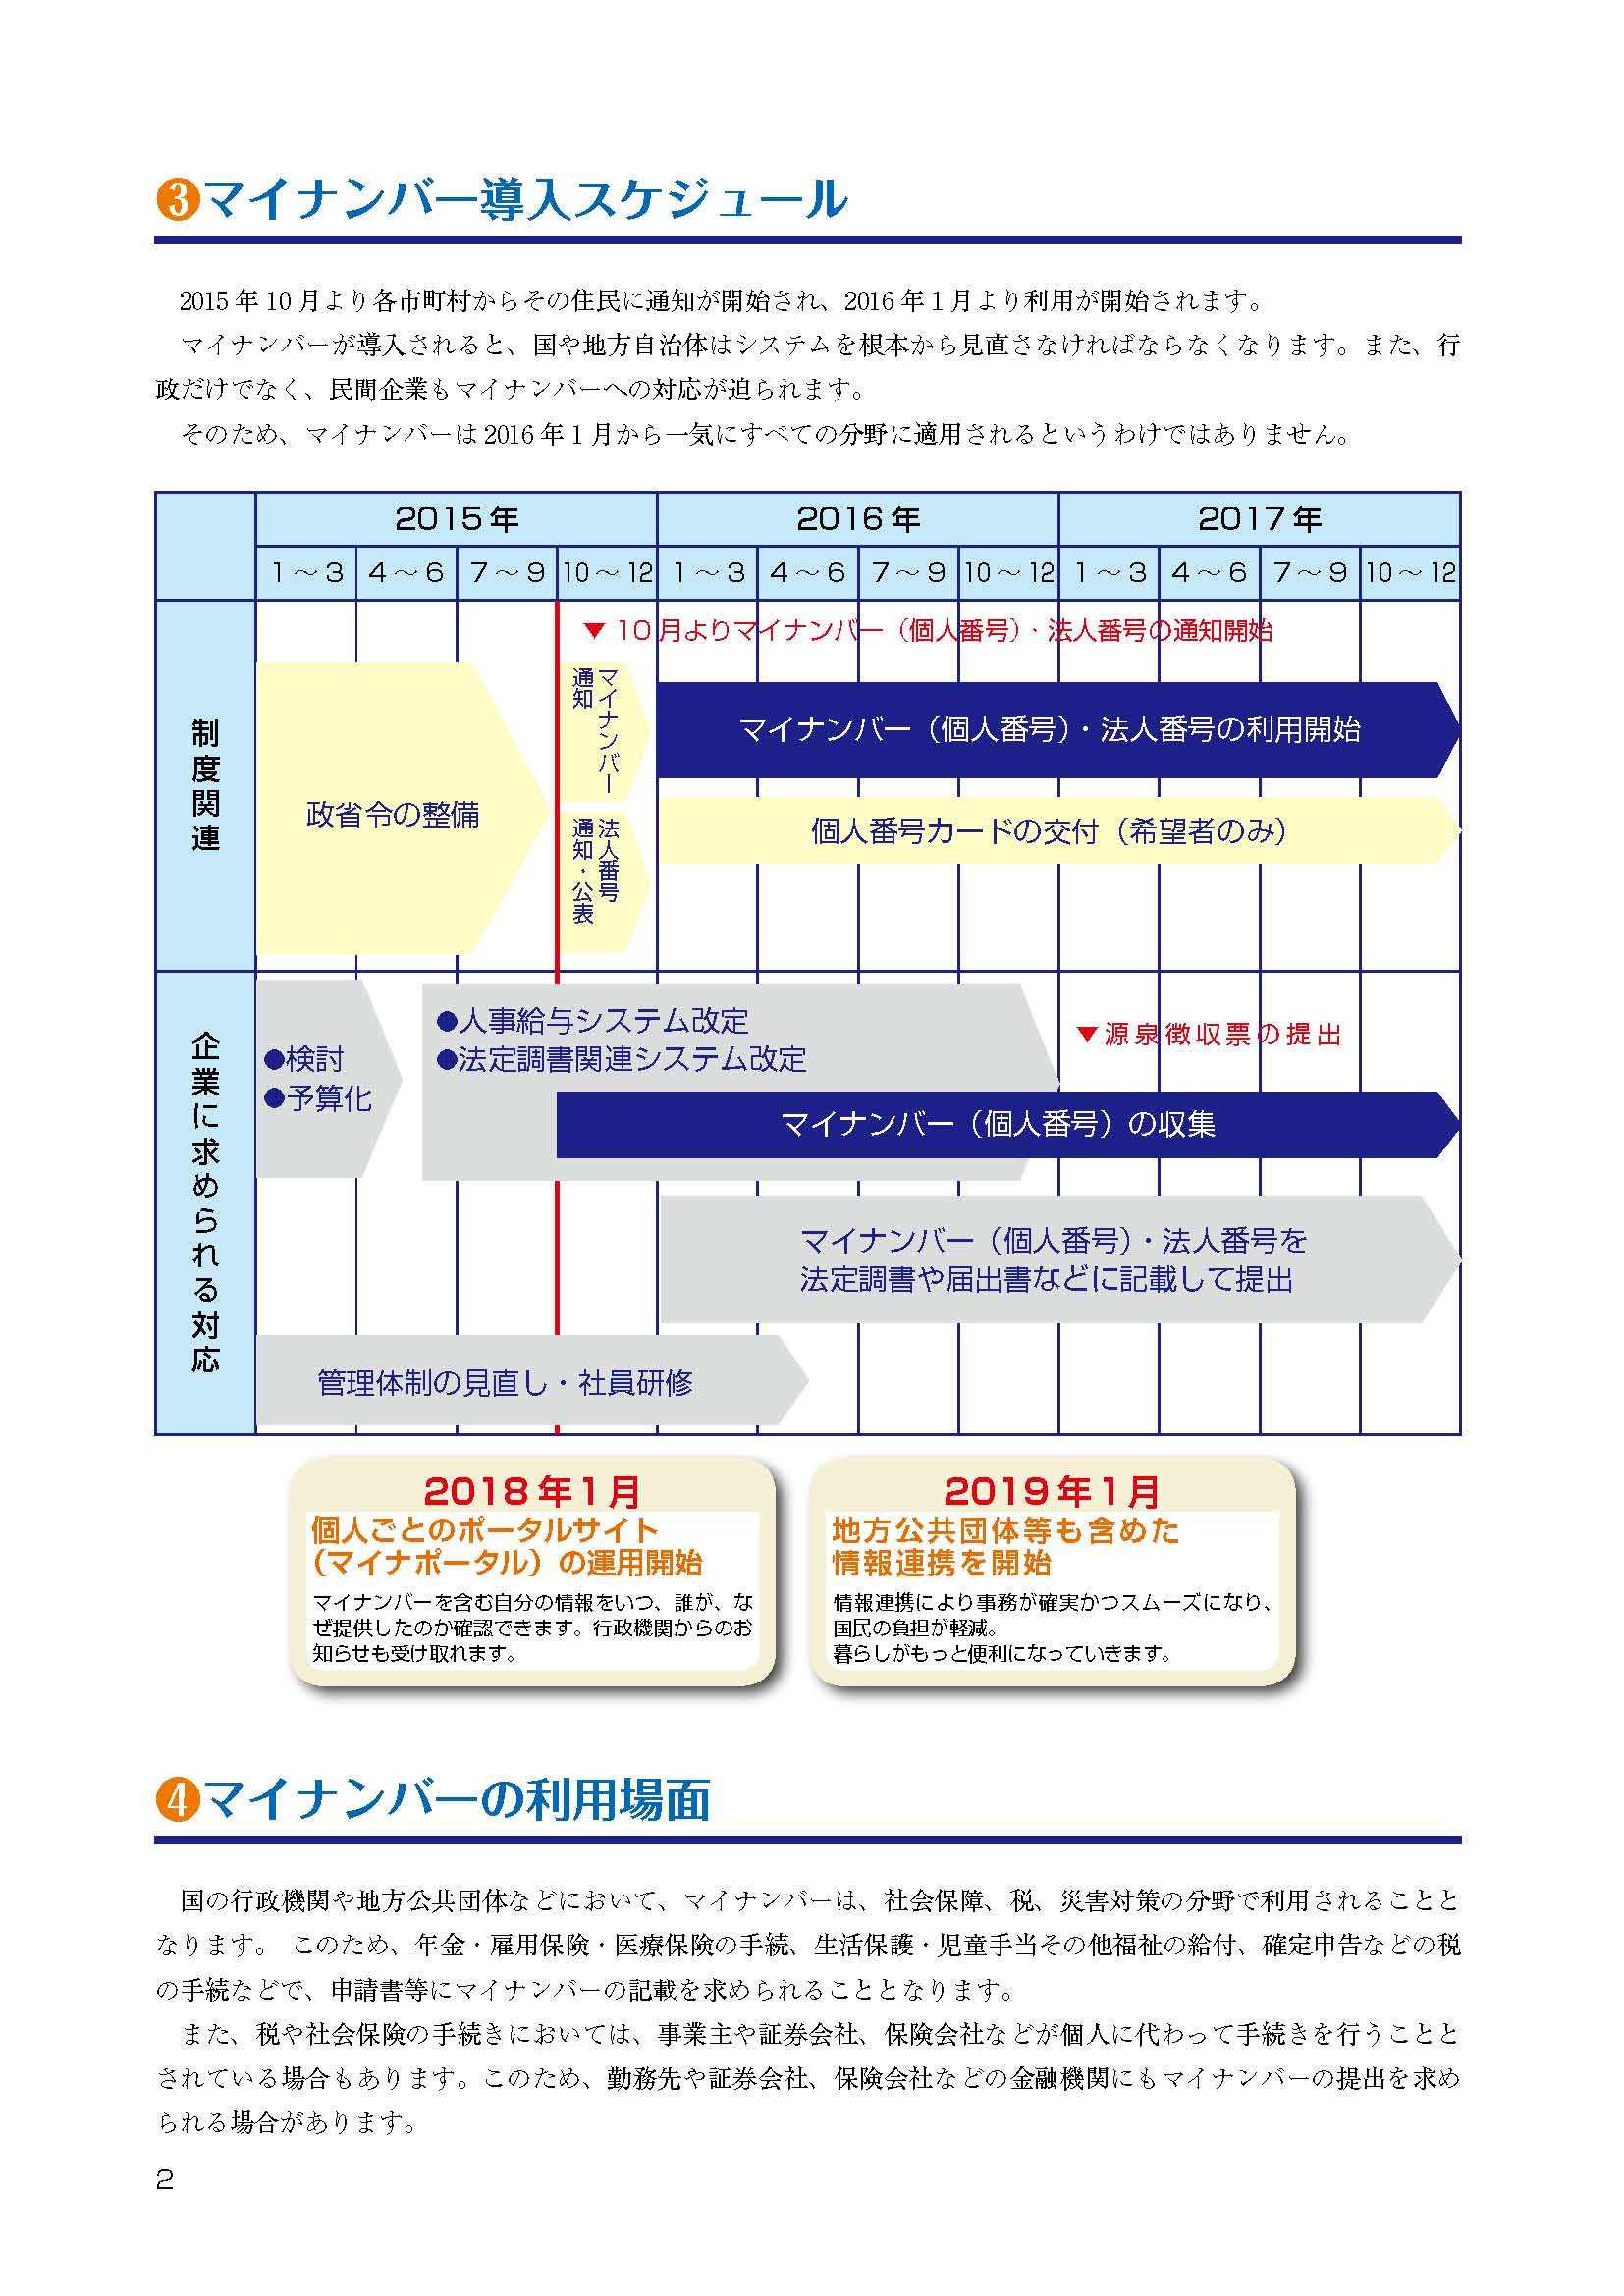 ❸マイナンバー導入スケジュール
2015年10月より各市町村からその住民に通知が開始され、2016年1月より利用が開始されます。
マイナンバーが導入されると、国や地方自治体はシステムを根本から見直さなければならなくなります。また、行
政だけでなく、民間企業もマイナンバーへの対応が迫られます。
そのため、マイナンバーは2016年1月から一気にすべての分野に適用されるというわけではありません。
2015年 2016年 2017年
1～3 4～6 7～9 10～12 1～3 4～6 7～9 10～12 1～3 4～6 7～9 10～12
制度関連
▼10月よりマイナンバー（個人番号）・法人番号の通知開始
政省令の整備
マイナンバー
通知
法人番号
通知・公表
マイナンバー（個人番号）・法人番号の利用開始
個人番号カードの交付（希望者のみ）
企業に求められる対応
●検討
●予算化
●人事給与システム改定
●法定調書関連システム改定
▼源泉徴収票の提出
マイナンバー（個人番号）の収集
マイナンバー（個人番号）・法人番号を
法定調書や届出書などに記載して提出
管理体制の見直し・社員研修
2018年1月
個人ごとのポータルサイト
（マイナポータル）の運用開始
マイナンバーを含む自分の情報をいつ、誰が、な
ぜ提供したのか確認できます。行政機関からのお
知らせも受け取れます。
2019年1月
地方公共団体等も含めた
情報連携を開始
情報連携により事務が確実かつスムーズになり、
国民の負担が軽減。
暮らしがもっと便利になっていきます。
❹マイナンバーの利用場面
国の行政機関や地方公共団体などにおいて、マイナンバーは、社会保障、税、災害対策の分野で利用されることと
なります。 このため、年金・雇用保険・医療保険の手続、生活保護・児童手当その他福祉の給付、確定申告などの税
の手続などで、申請書等にマイナンバーの記載を求められることとなります。
また、税や社会保険の手続きにおいては、事業主や証券会社、保険会社などが個人に代わって手続きを行うことと
されている場合もあります。このため、勤務先や証券会社、保険会社などの金融機関にもマイナンバーの提出を求め
られる場合があります。
2